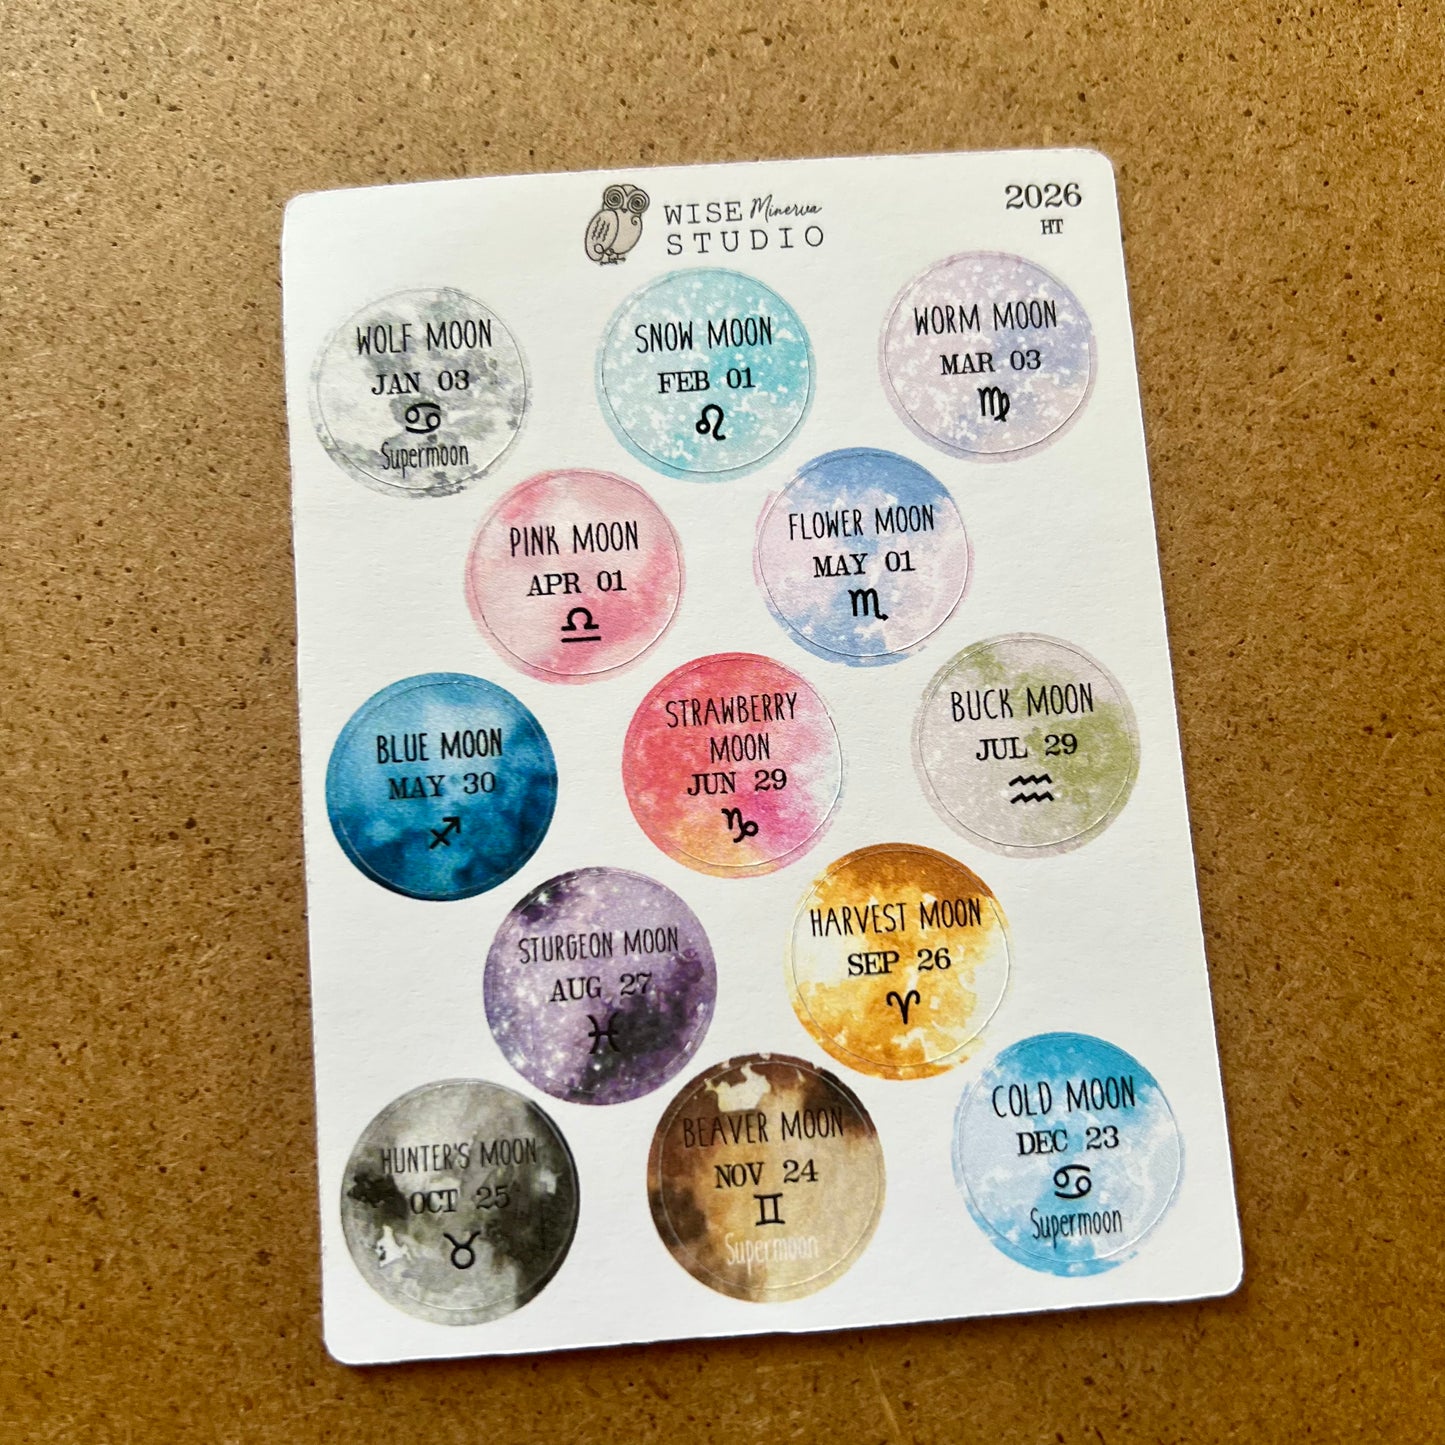 WISE Minerva
STUDIO
2026
HT
WOLF MOON
JAN 03
♋
Supermoon
SNOW MOON
FEB 01
♌
WORM MOON
MAR 03
♍
PINK MOON
APR 01
♎
FLOWER MOON
MAY 01
♏
BLUE MOON
MAY 30
♐
STRAWBERRY
MOON
JUN 29
♑
BUCK MOON
JUL 29
♒
STURGEON MOON
AUG 27
♓
HARVEST MOON
SEP 26
♈
HUNTER'S MOON
OCT 25
♉
BEAVER MOON
NOV 24
♊
Supermoon
COLD MOON
DEC 23
♋
Supermoon